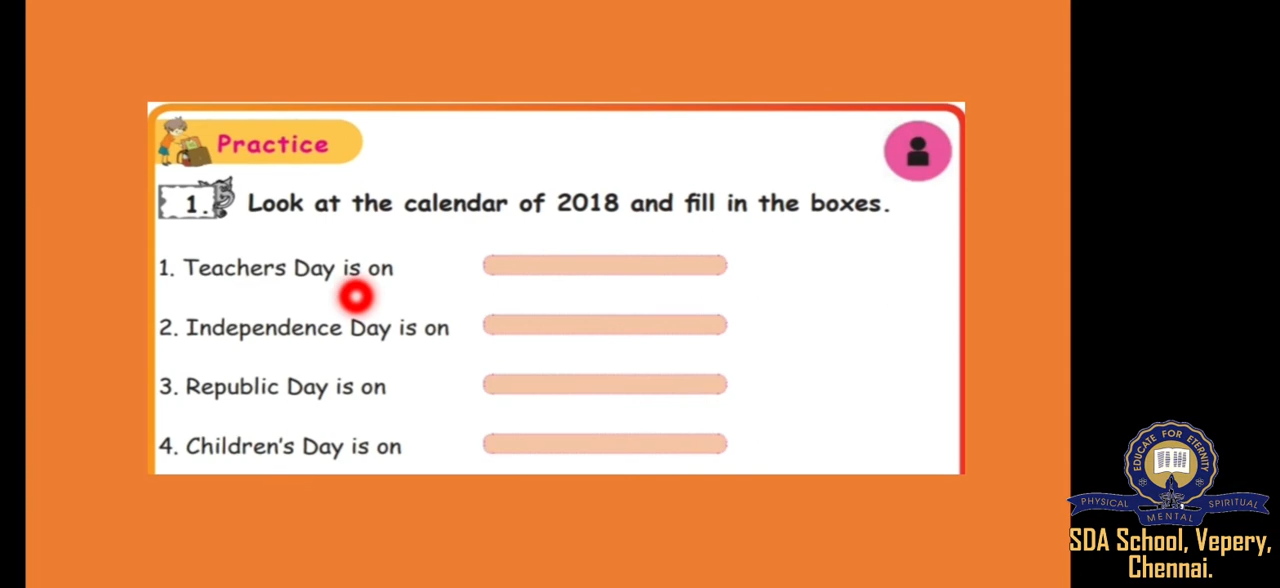 Practice
1. Look at the calendar of 2018 and fill in the boxes.
1. Teachers Day is on
2. Independence Day is on
3. Republic Day is on
4. Children's Day is on
EDUCATE FOR ETERNITY
PHYSICAL MENTAL SPIRITUAL
SDA School, Vepery,
Chennai.